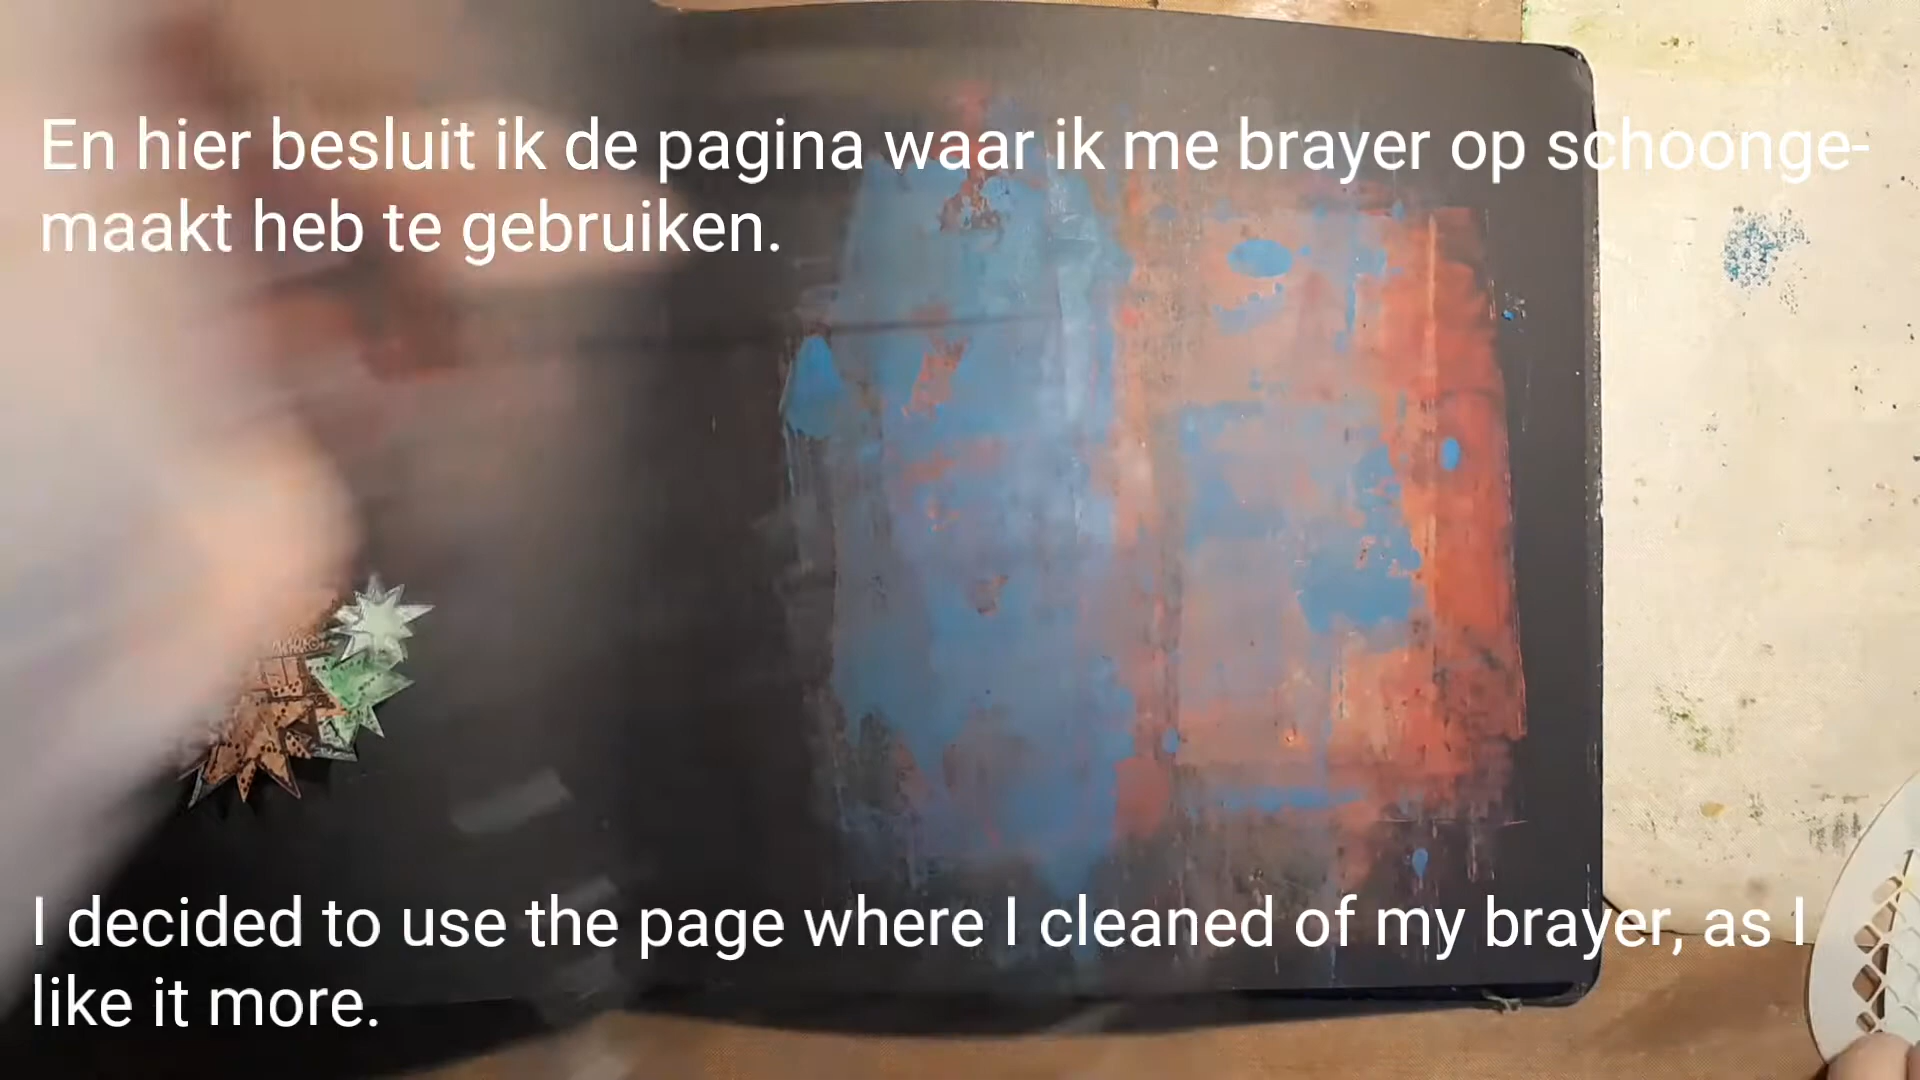 En hier besluit ik de pagina waar ik me brayer op schoonge-
maakt heb te gebruiken.
I decided to use the page where I cleaned of my brayer, as I
like it more.